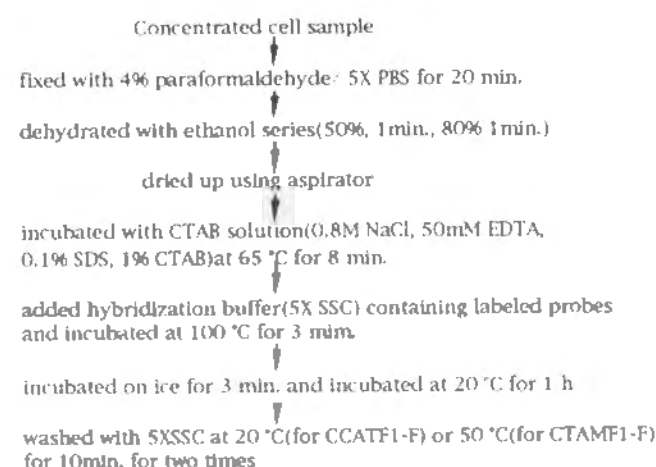 Concentrated cell sample
fixed with 4% paraformaldehyde/ 5X PBS for 20 min.
dehydrated with ethanol series(50%, 1min., 80% 1min.)
dried up using aspirator
incubated with CTAB solution(0.8M NaCl, 50mM EDTA,
0.1% SDS, 1% CTAB)at 65 °C for 8 min.
added hybridization buffer(5X SSC) containing labeled probes
and incubated at 100 °C for 3 mim.
incubated on ice for 3 min. and incubated at 20 °C for 1 h
washed with 5XSSC at 20 °C(for CCATF1-F) or 50 °C(for CTAMF1-F)
for 10min. for two times